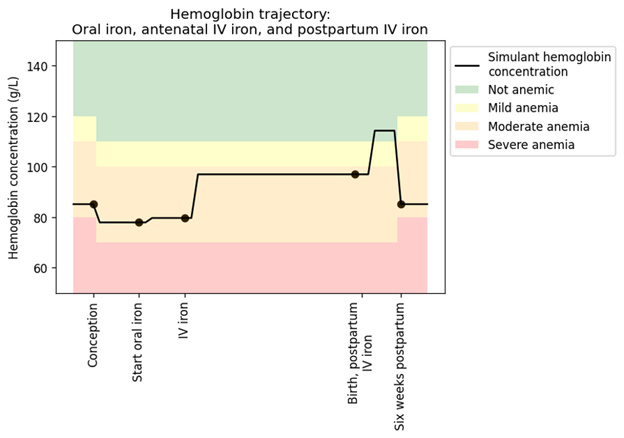 Hemoglobin trajectory:
Oral iron, antenatal IV iron, and postpartum IV iron
Hemoglobin concentration (g/L)
140
120
100
80
60
Conception
Start oral iron
IV iron
Birth, postpartum
IV iron
Six weeks postpartum
Simulant hemoglobin
concentration
Not anemic
Mild anemia
Moderate anemia
Severe anemia